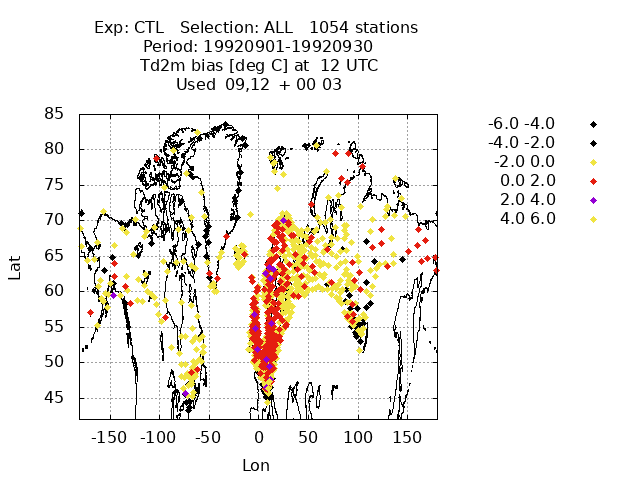 Exp: CTL   Selection: ALL   1054 stations
Period: 19920901-19920930
Td2m bias [deg C] at  12 UTC
Used  09,12  + 00 03
-6.0 -4.0
-4.0 -2.0
-2.0 0.0
0.0 2.0
2.0 4.0
4.0 6.0
85
80
75
70
65
60
55
50
45
Lat
-150 -100 -50 0 50 100 150
Lon